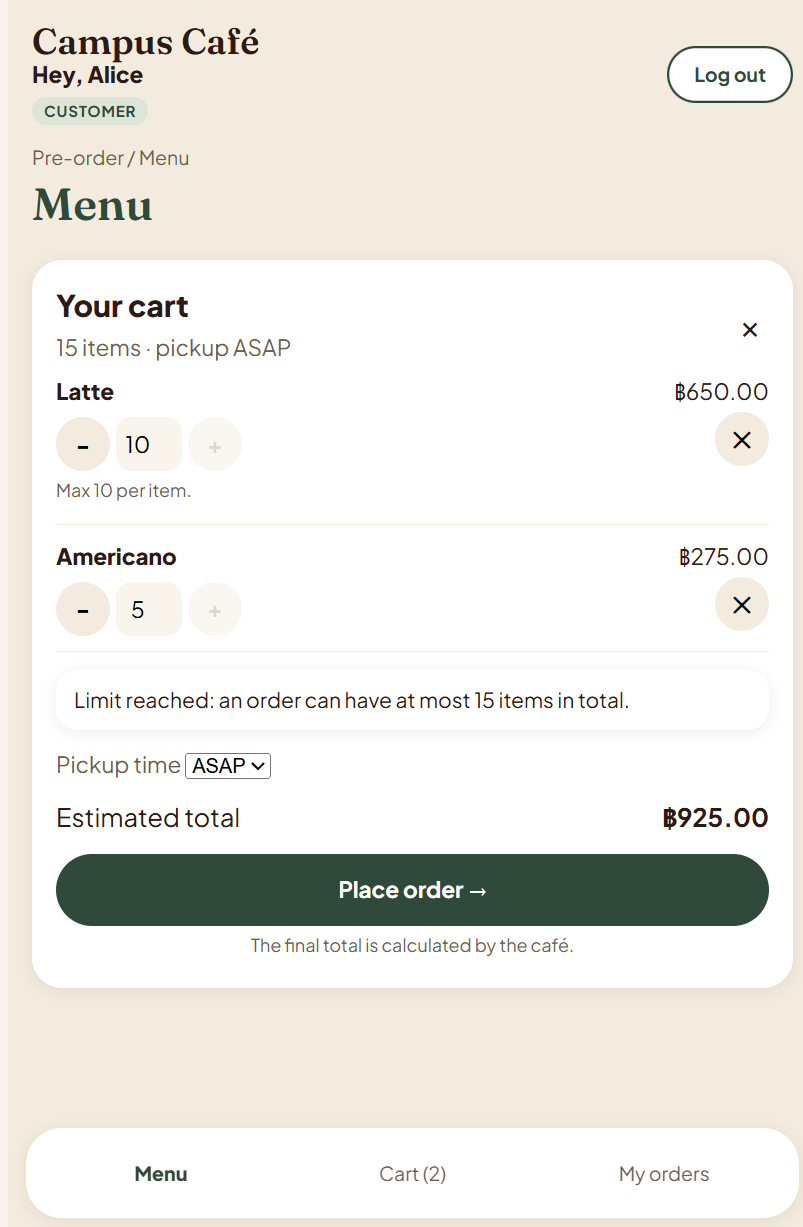 Campus Café
Hey, Alice
Log out
CUSTOMER
Pre-order / Menu
Menu
Your cart
15 items · pickup ASAP
×
Latte ฿650.00
- 10 + ×
Max 10 per item.
Americano ฿275.00
- 5 + ×
Limit reached: an order can have at most 15 items in total.
Pickup time ASAP
Estimated total ฿925.00
Place order →
The final total is calculated by the café.
Menu Cart (2) My orders